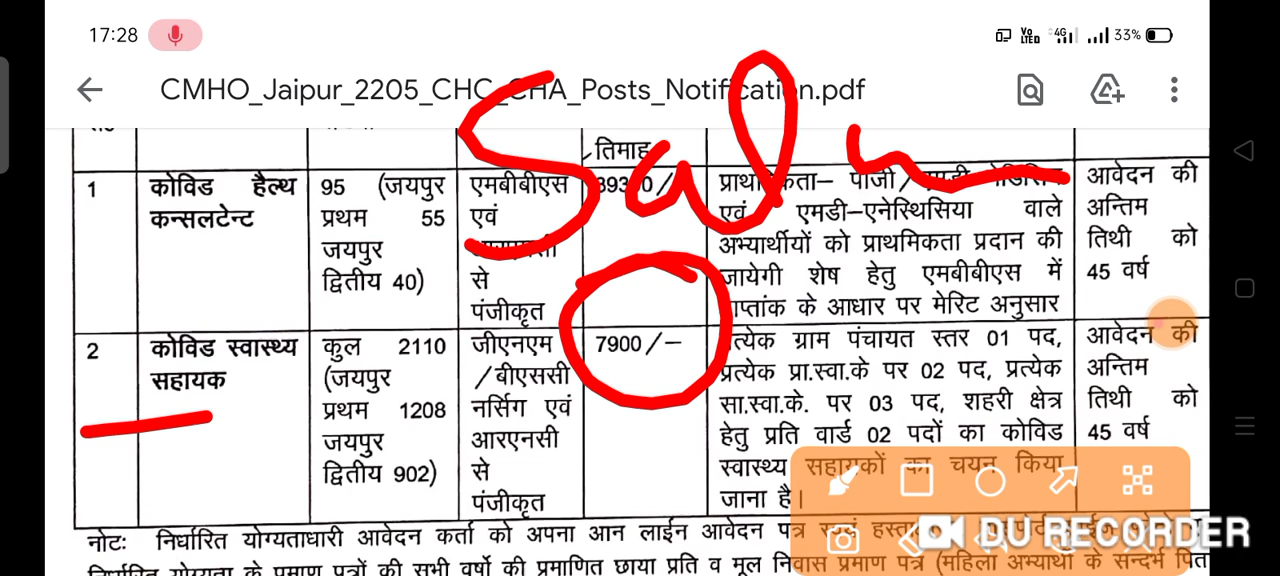 17:28
Vo LTED 4G 33%
CMHO_Jaipur_2205_CHC_CHA_Posts_Notification.pdf
तिमाह
1
कोविड हैल्थ
कन्सलटेन्ट
95 (जयपुर
प्रथम 55
जयपुर
द्वितीय 40)
एमबीबीएस
एवं
से
पंजीकृत
प्राथमिकता–
एवं एमडी–एनेस्थिसिया वाले
अभ्यार्थीयों को प्राथमिकता प्रदान की
जायेगी शेष हेतु एमबीबीएस में
के आधार पर मेरिट अनुसार
आवेदन की
अन्तिम
तिथी को
45 वर्ष
2
कोविड स्वास्थ्य
सहायक
कुल 2110
(जयपुर
प्रथम 1208
जयपुर
द्वितीय 902)
जीएनएम
/बीएससी
नर्सिग एवं
आरएनसी
से
पंजीकृत
7900/–
ग्राम पंचायत स्तर 01 पद,
प्रत्येक प्रा.स्वा.के पर 02 पद, प्रत्येक
सा.स्वा.के. पर 03 पद, शहरी क्षेत्र
हेतु प्रति वार्ड 02 पदों का कोविड
स्वास्थ्य सहायकों का चयन किया
जाना है।
आवेदन की
अन्तिम
तिथी को
45 वर्ष
नोटः निर्धारित योग्यताधारी आवेदन कर्ता को अपना आन लाईन आवेदन पत्र
निर्धारित योग्यता के प्रमाण पत्रों की सभी वर्षो की प्रमाणित छाया प्रति व मूल निवास प्रमाण पत्र (महिला अभ्यार्थी के सन्दर्भ
DU RECORDER